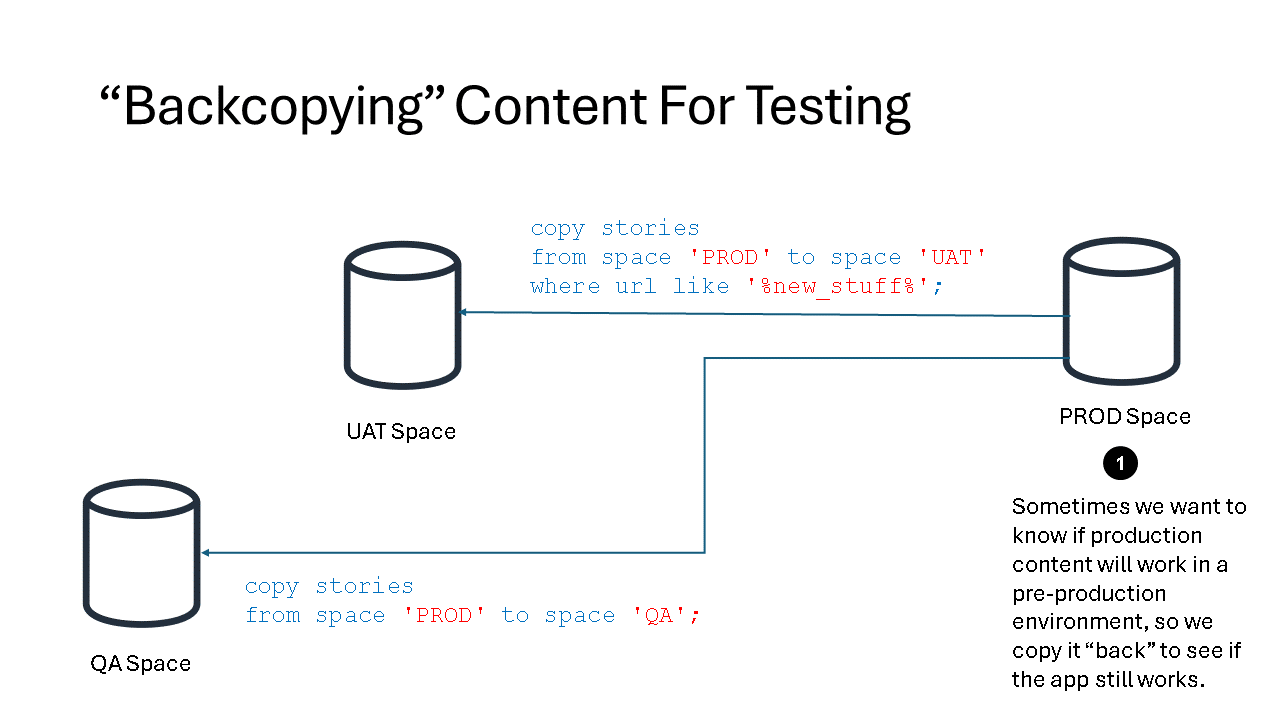 “Backcopying” Content For Testing
copy stories
from space 'PROD' to space 'UAT'
where url like '%new_stuff%';
UAT Space
PROD Space
1
Sometimes we want to
know if production
content will work in a
pre-production
environment, so we
copy it “back” to see if
the app still works.
copy stories
from space 'PROD' to space 'QA';
QA Space